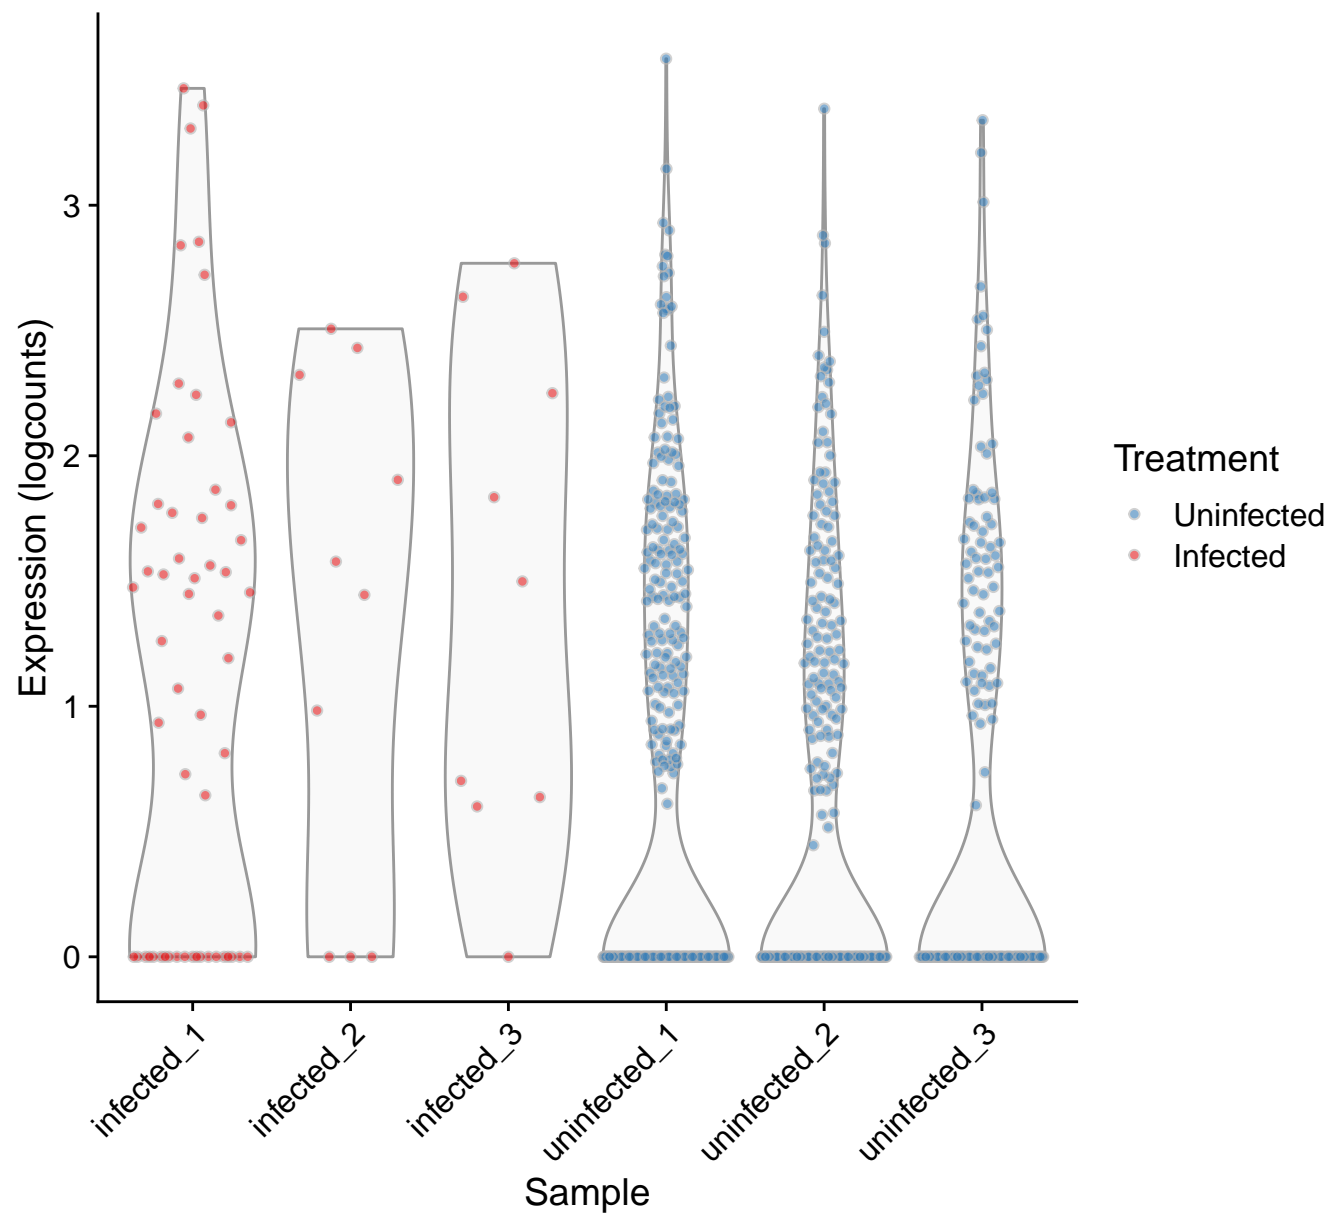 Expression (logcounts)
3
2
1
0
infected_1
infected_2
infected_3
uninfected_1
uninfected_2
uninfected_3
Sample
Treatment
Uninfected
Infected